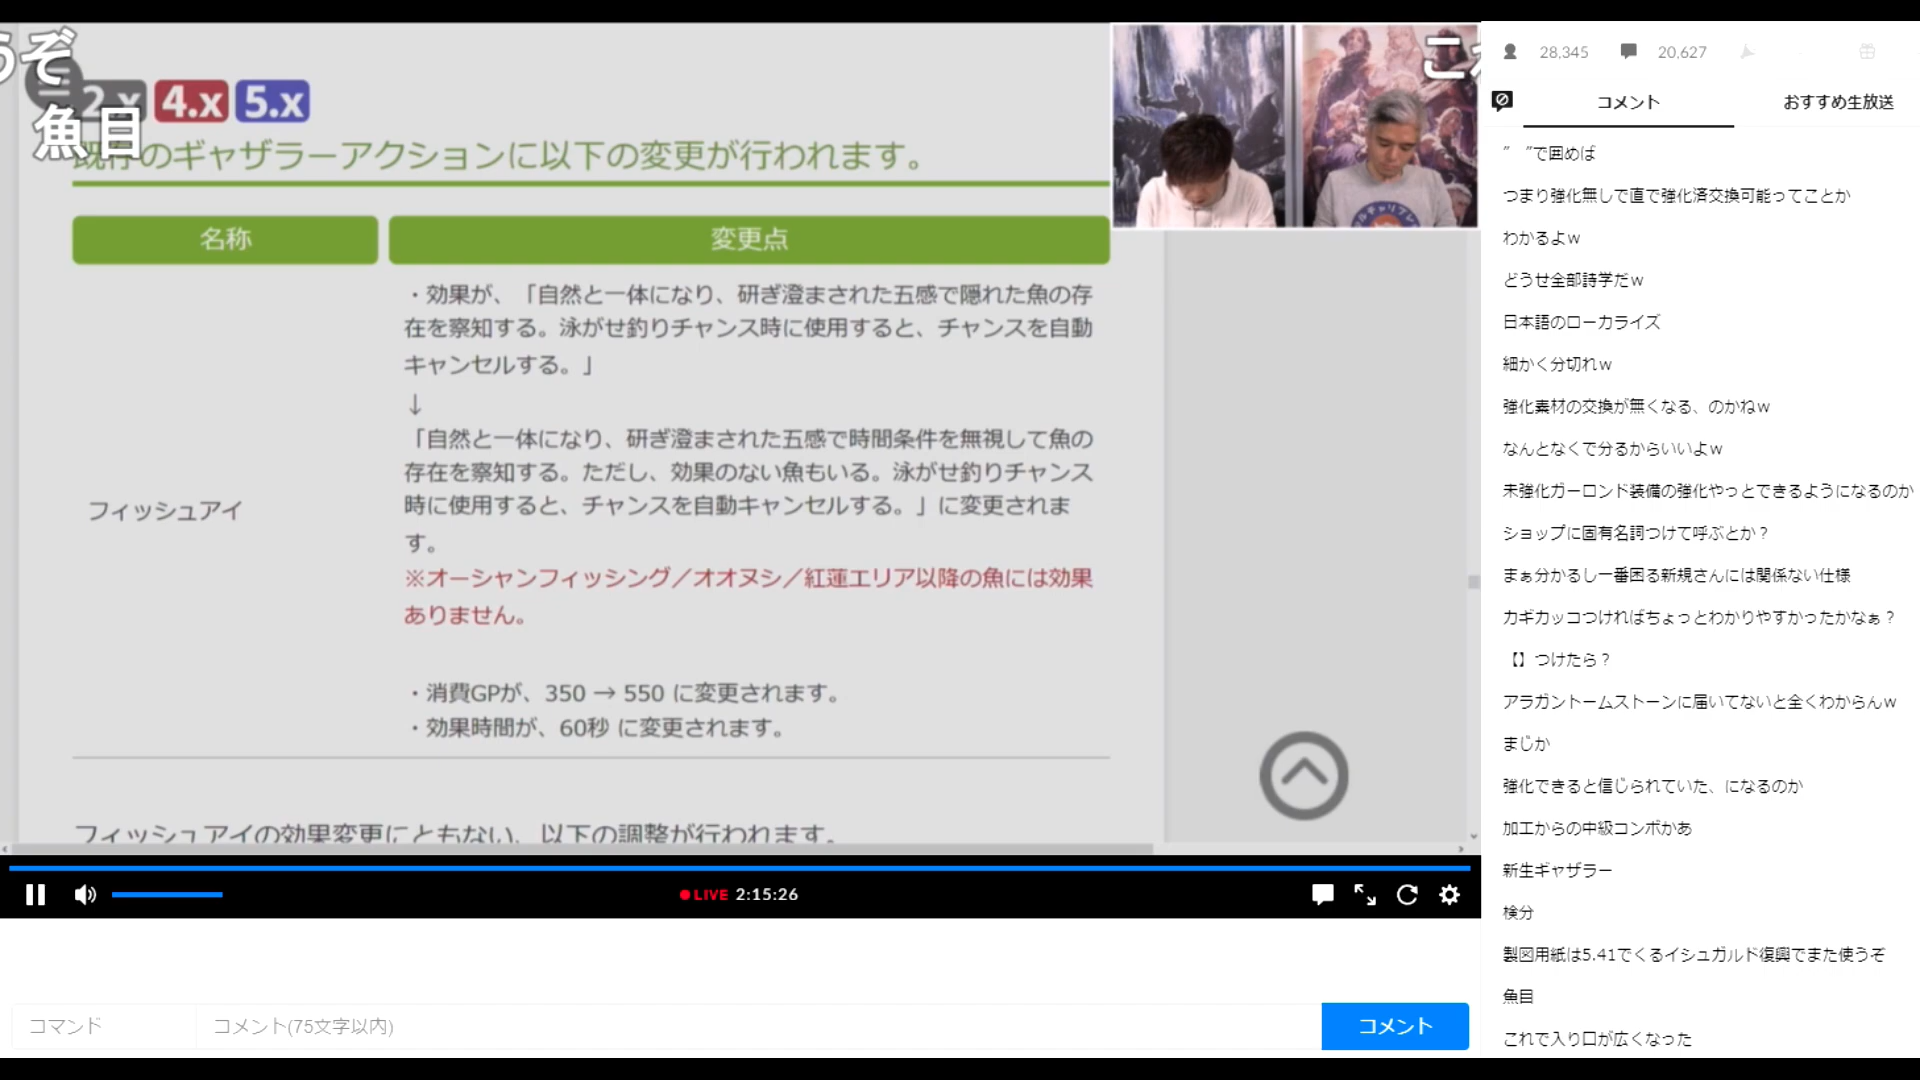 うぞ
魚目
これ
2.x 4.x 5.x
既存のギャザラーアクションに以下の変更が行われます。
名称
変更点
フィッシュアイ
・効果が、「自然と一体になり、研ぎ澄まされた五感で隠れた魚の存
在を察知する。泳がせ釣りチャンス時に使用すると、チャンスを自動
キャンセルする。」
↓
「自然と一体になり、研ぎ澄まされた五感で時間条件を無視して魚の
存在を察知する。ただし、効果のない魚もいる。泳がせ釣りチャンス
時に使用すると、チャンスを自動キャンセルする。」に変更されま
す。
※オーシャンフィッシング／オオヌシ／紅蓮エリア以降の魚には効果
ありません。
・消費GPが、350 → 550 に変更されます。
・効果時間が、60秒 に変更されます。
フィッシュアイの効果変更にともない、以下の調整が行われます。
LIVE 2:15:26
コマンド
コメント(75文字以内)
コメント
28,345
20,627
コメント
おすすめ生放送
”　”で囲めば
つまり強化無しで直で強化済交換可能ってことか
わかるよｗ
どうせ全部詩学だｗ
日本語のローカライズ
細かく分切れｗ
強化素材の交換が無くなる、のかねｗ
なんとなくで分るからいいよｗ
未強化ガーロンド装備の強化やっとできるようになるのか
ショップに固有名詞つけて呼ぶとか？
まぁ分かるし一番困る新規さんには関係ない仕様
カギカッコつければちょっとわかりやすかったかなぁ？
【】つけたら？
アラガントームストーンに届いてないと全くわからんｗ
まじか
強化できると信じられていた、になるのか
加工からの中級コンボかあ
新生ギャザラー
検分
製図用紙は5.41でくるイシュガルド復興でまた使うぞ
魚目
これで入り口が広くなった